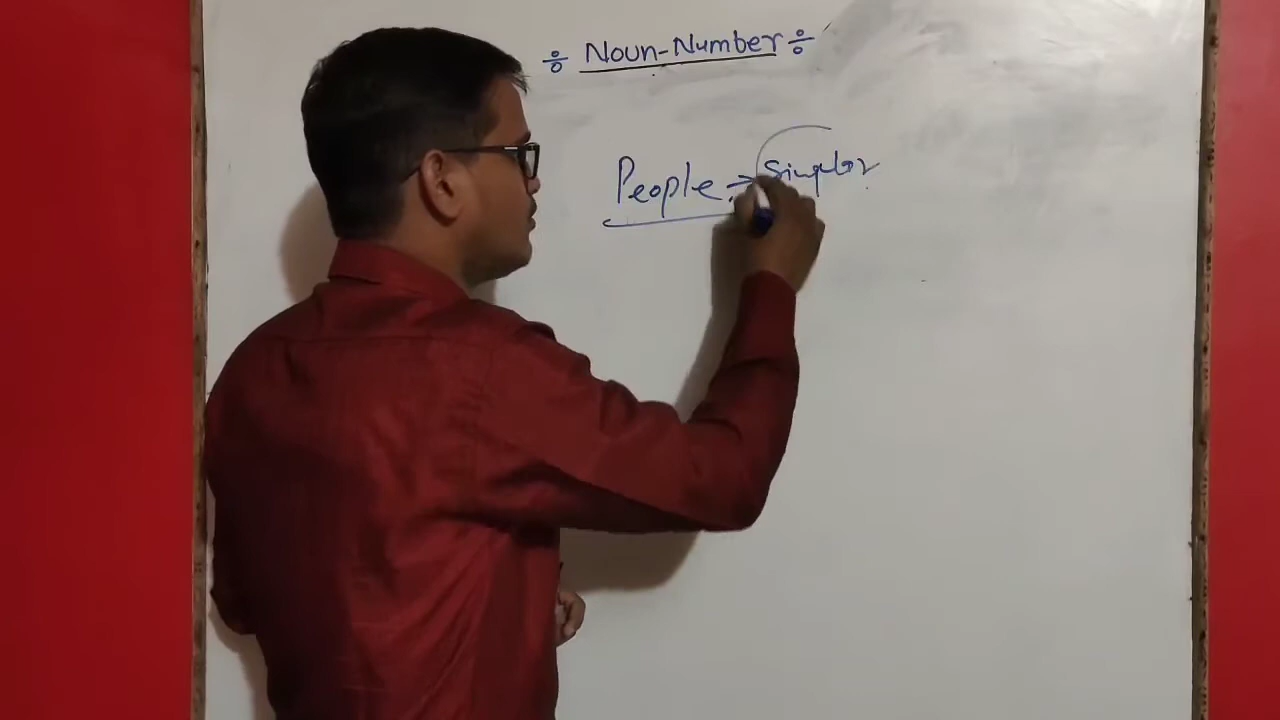 ÷ Noun-Number ÷
People → Singular